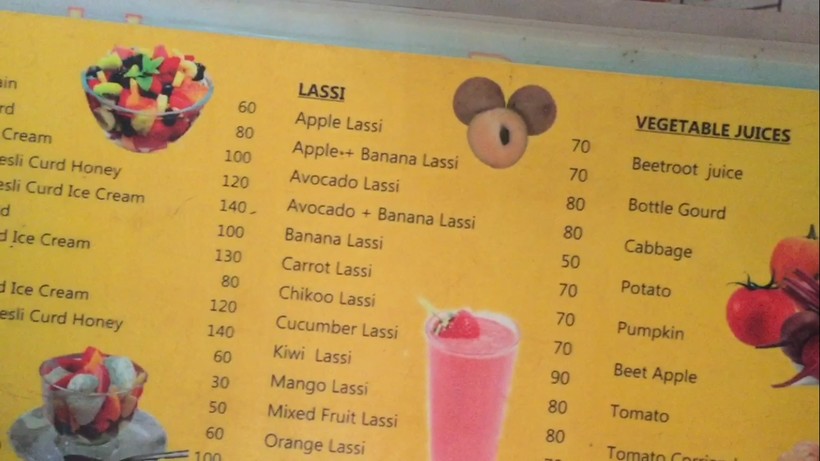 ain
rd
Cream
esli Curd Honey
esli Curd Ice Cream
d
d Ice Cream
d Ice Cream
esli Curd Honey
60
80
100
120
140
100
130
80
120
140
60
30
50
60
100
LASSI
Apple Lassi 70
Apple++ Banana Lassi 70
Avocado Lassi 80
Avocado + Banana Lassi 80
Banana Lassi 50
Carrot Lassi 70
Chikoo Lassi 70
Cucumber Lassi 70
Kiwi Lassi 90
Mango Lassi 80
Mixed Fruit Lassi 80
Orange Lassi
VEGETABLE JUICES
Beetroot juice
Bottle Gourd
Cabbage
Potato
Pumpkin
Beet Apple
Tomato
Tomato